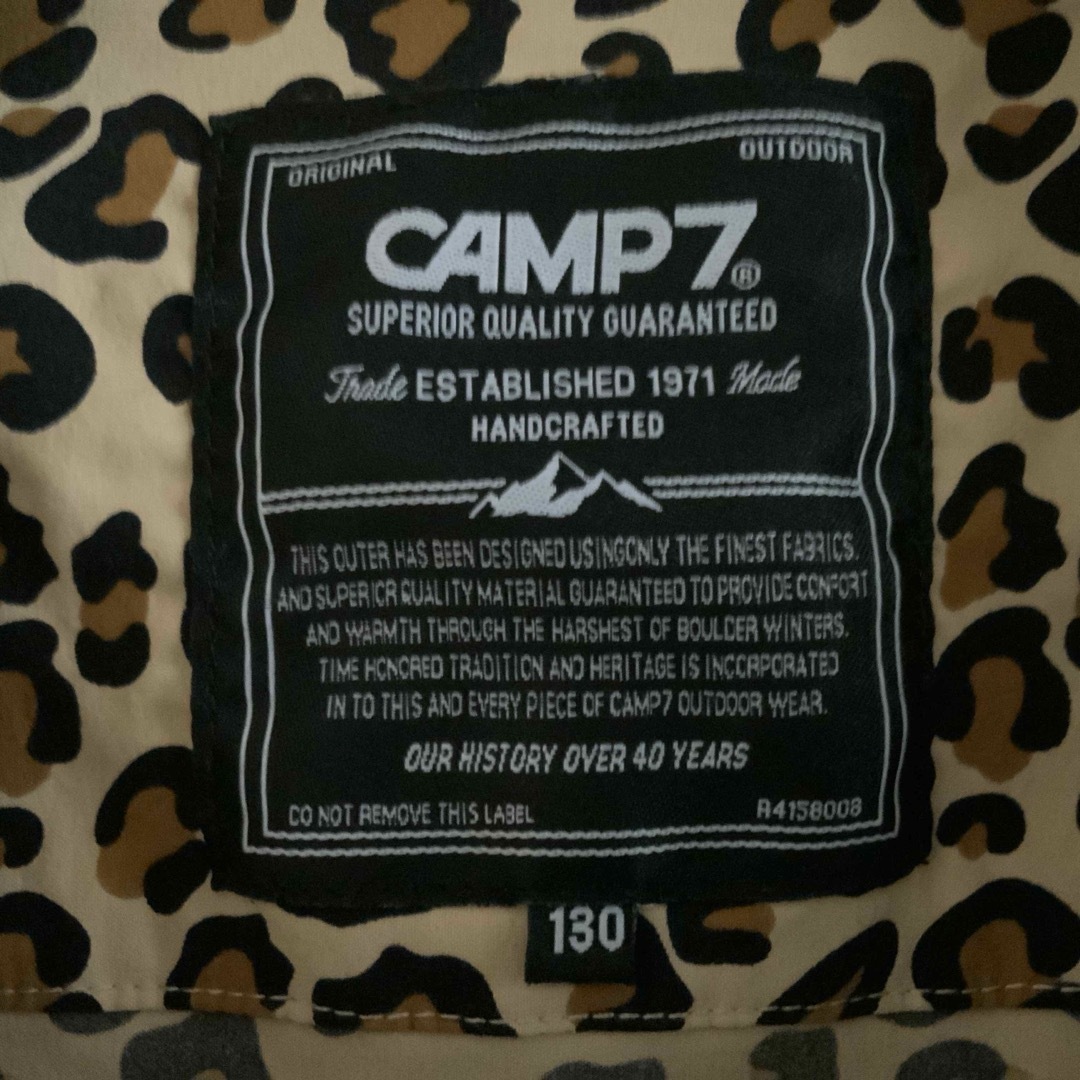 ORIGINAL OUTDOOR
CAMP7®
SUPERIOR QUALITY GUARANTEED
Trade ESTABLISHED 1971 Made
HANDCRAFTED
THIS OUTER HAS BEEN DESIGNED USINGONLY THE FINEST FABRICS.
AND SUPERIOR QUALITY MATERIAL GUARANTEED TO PROVIDE CONFORT
AND WARMTH THROUGH THE HARSHEST OF BOULDER WINTERS.
TIME HONORED TRADITION AND HERITAGE IS INCORPORATED
IN TO THIS AND EVERY PIECE OF CAMP7 OUTDOOR WEAR.
OUR HISTORY OVER 40 YEARS
DO NOT REMOVE THIS LABEL R4158008
130